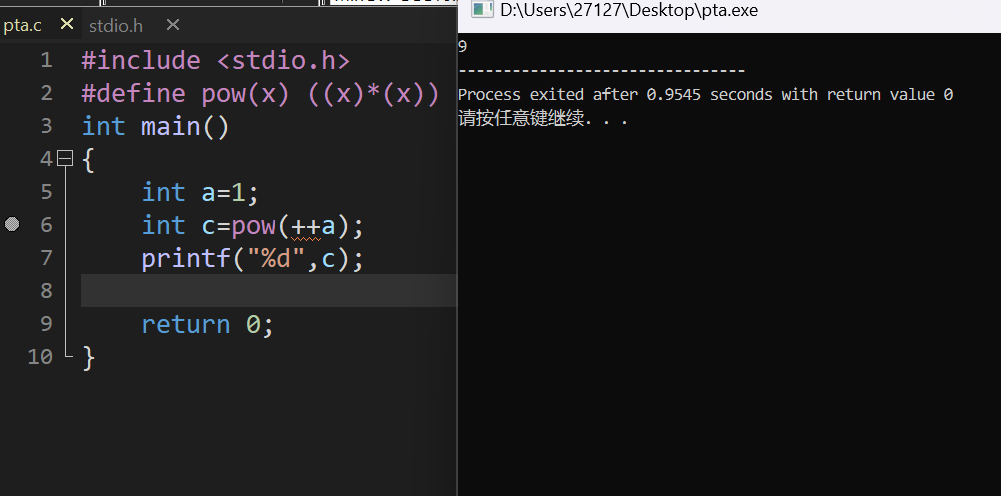 pta.c
stdio.h
1 #include <stdio.h>
2 #define pow(x) ((x)*(x))
3 int main()
4 {
5 int a=1;
6 int c=pow(++a);
7 printf("%d",c);
8
9 return 0;
10 }
D:\Users\27127\Desktop\pta.exe
9
--------------------------------
Process exited after 0.9545 seconds with return value 0
请按任意键继续. . .